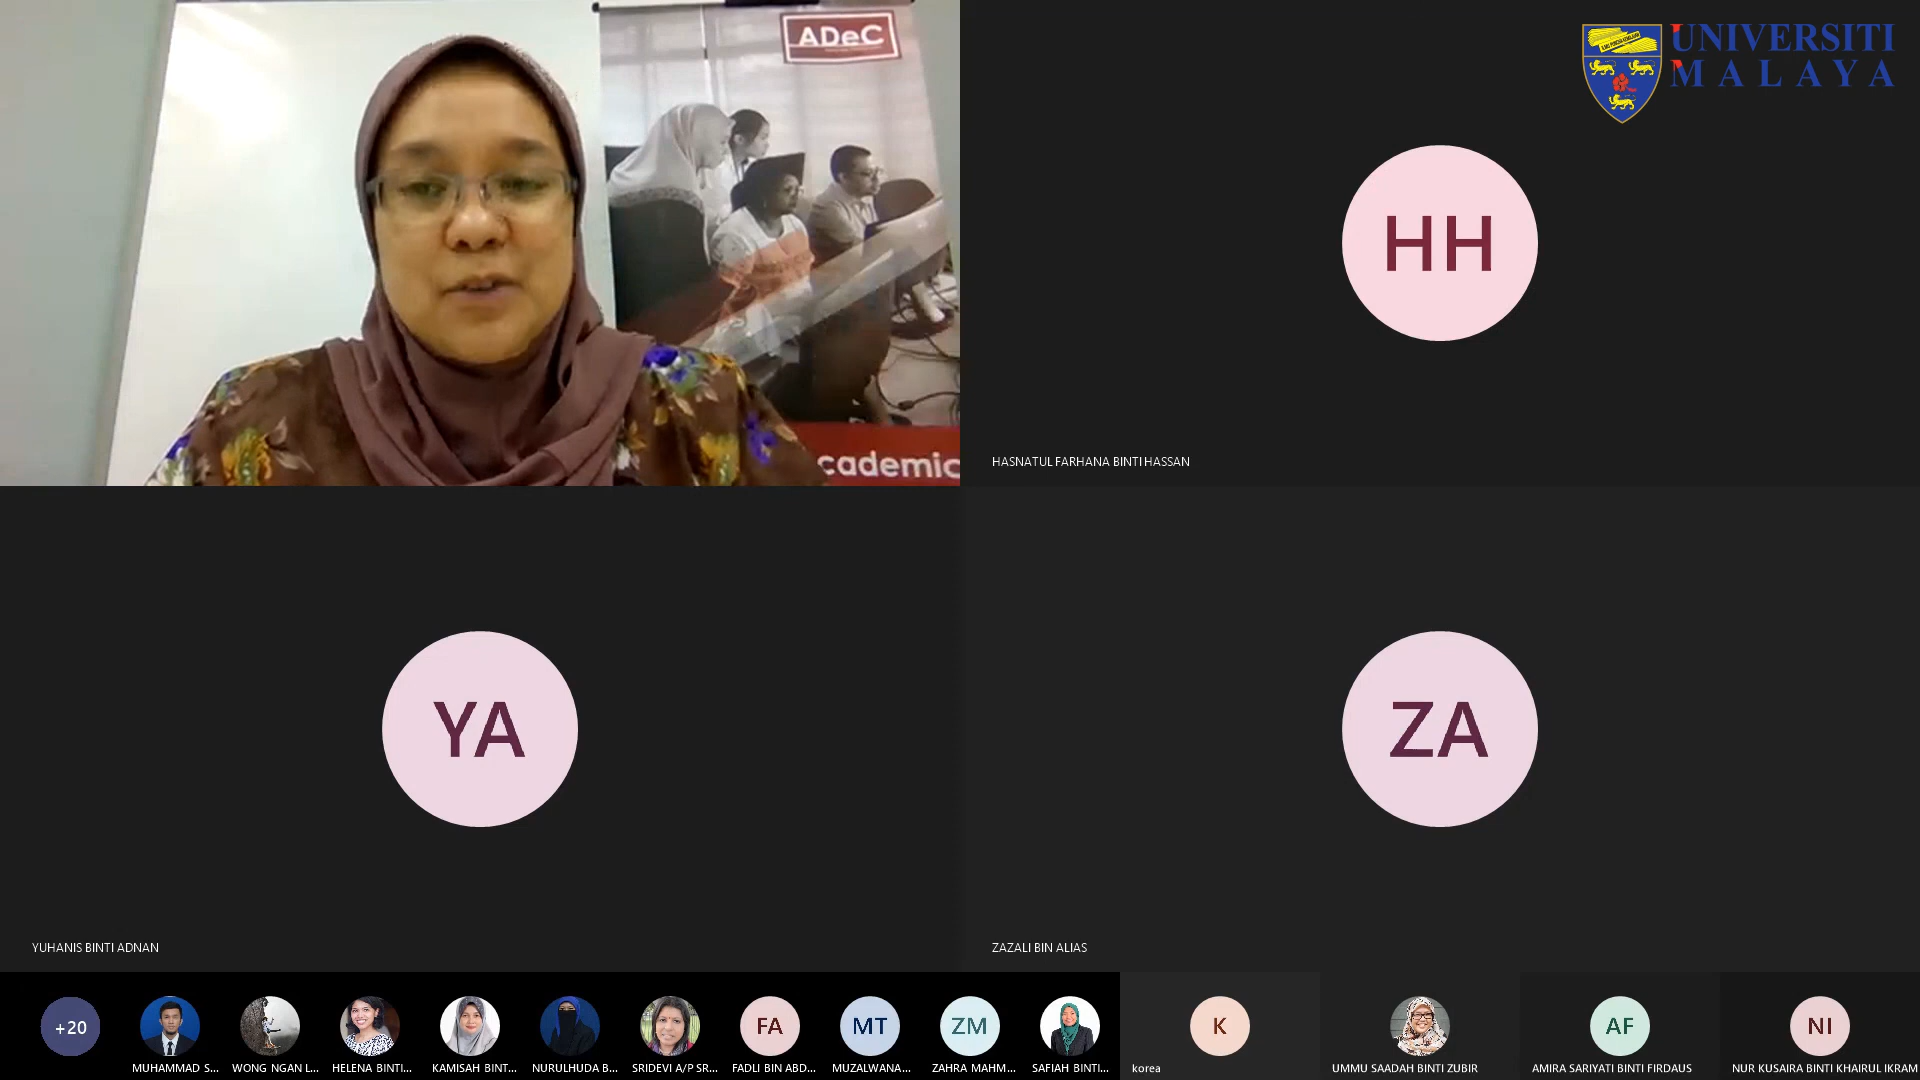 ADeC
cademic
UNIVERSITI
MALAYA
HH
HASNATUL FARHANA BINTI HASSAN
YA
YUHANIS BINTI ADNAN
ZA
ZAZALI BIN ALIAS
+20
MUHAMMAD S...
WONG NGAN L...
HELENA BINTI...
KAMISAH BINT...
NURULHUDA B...
SRIDEVI A/P SR...
FA
FADLI BIN ABD...
MT
MUZALWANA...
ZM
ZAHRA MAHM...
SAFIAH BINTI...
K
korea
UMMU SAADAH BINTI ZUBIR
AF
AMIRA SARIYATI BINTI FIRDAUS
NI
NUR KUSAIRA BINTI KHAIRUL IKRAM